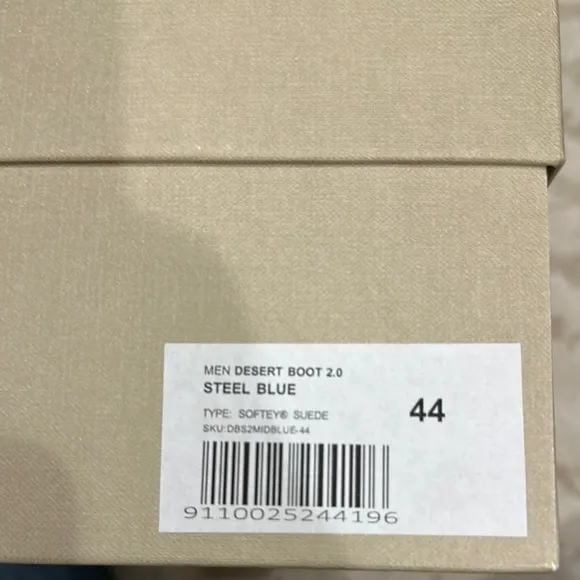 MEN DESERT BOOT 2.0
STEEL BLUE
TYPE: SOFTEY® SUEDE
SKU:DBS2MIDBLUE-44
44
9110025244196